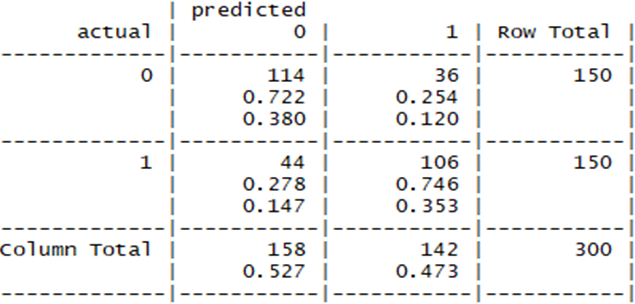 | predicted
      actual |         0 |         1 | Row Total |
-------------|-----------|-----------|-----------|
           0 |       114 |        36 |       150 |
             |     0.722 |     0.254 |           |
             |     0.380 |     0.120 |           |
-------------|-----------|-----------|-----------|
           1 |        44 |       106 |       150 |
             |     0.278 |     0.746 |           |
             |     0.147 |     0.353 |           |
-------------|-----------|-----------|-----------|
Column Total |       158 |       142 |       300 |
             |     0.527 |     0.473 |           |
-------------|-----------|-----------|-----------|